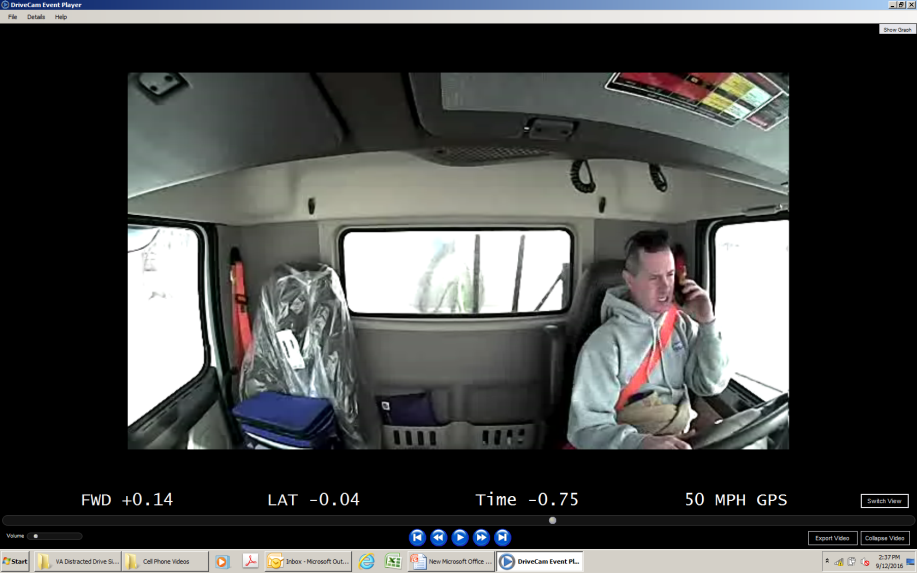 DriveCam Event Player
File Details Help
Show Graph
FWD +0.14 LAT -0.04 Time -0.75 50 MPH GPS
Switch View
Volume
Export Video Collapse Video
Start VA Distracted Drive Si... Cell Phone Videos Inbox - Microsoft Out... New Microsoft Office ... DriveCam Event Pl...
2:37 PM
9/12/2016